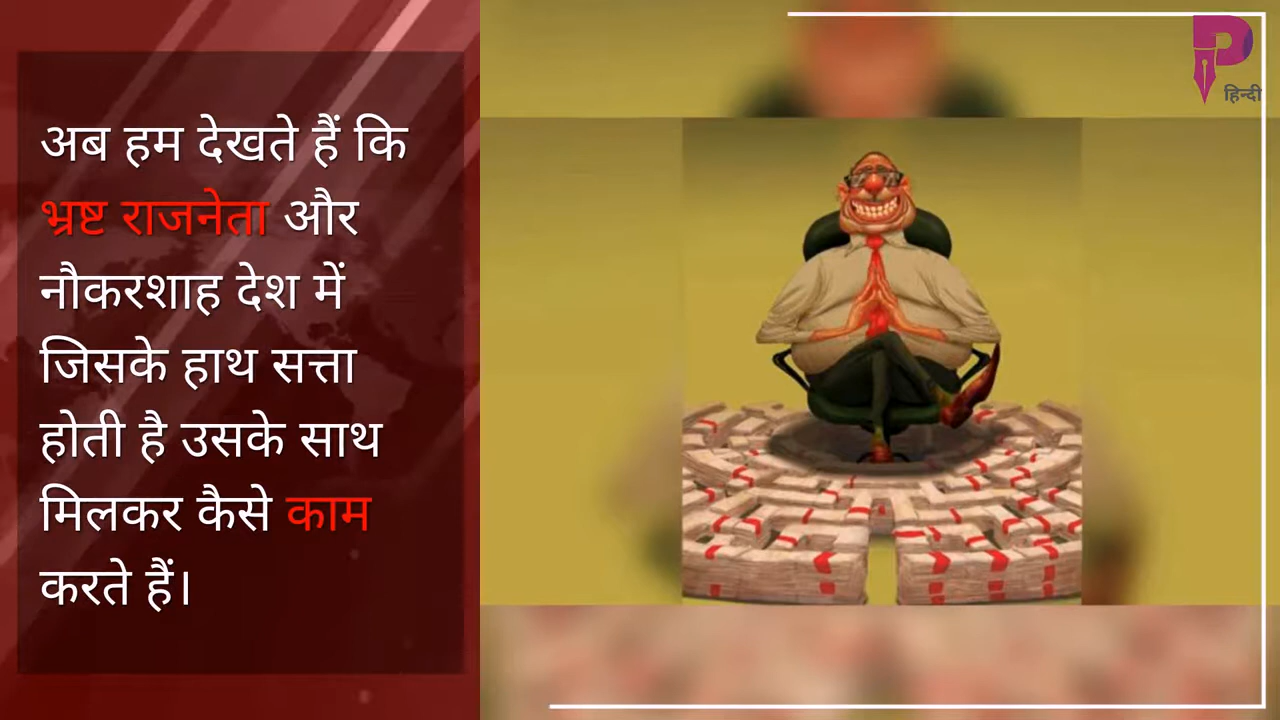 अब हम देखते हैं कि
भ्रष्ट राजनेता और
नौकरशाह देश में
जिसके हाथ सत्ता
होती है उसके साथ
मिलकर कैसे काम
करते हैं।
P
हिन्दी